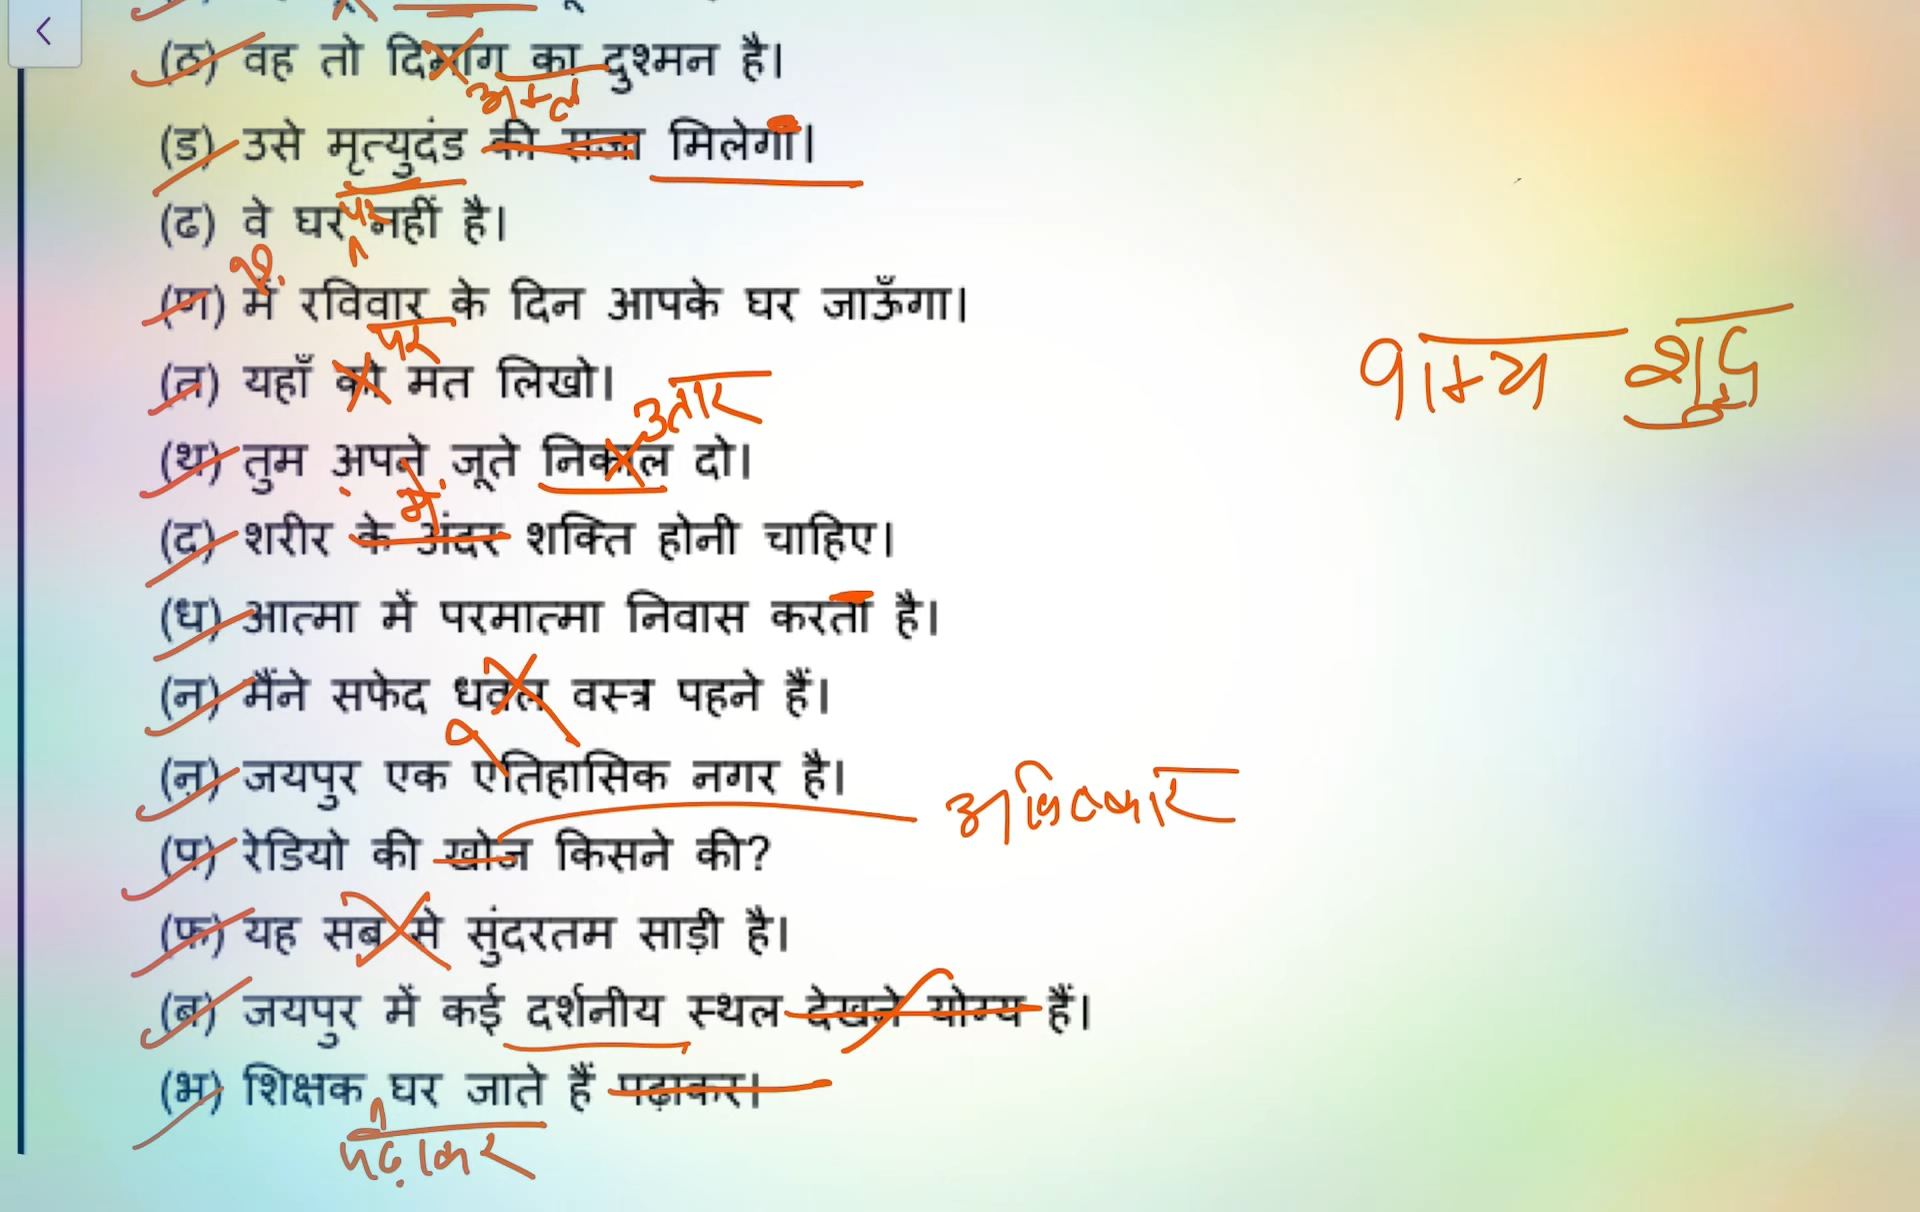 (ठ) वह तो दिमाग का दुश्मन है।
अक्ल
(ड) उसे मृत्युदंड की सजा मिलेगा।
(ढ) वे घर नहीं है।
पर
(ण) में रविवार के दिन आपके घर जाऊँगा।
पर
(त) यहाँ को मत लिखो।
उतार
(थ) तुम अपने जूते निकाल दो।
में
(द) शरीर के अंदर शक्ति होनी चाहिए।
(ध) आत्मा में परमात्मा निवास करता है।
(न) मैंने सफेद धवल वस्त्र पहने हैं।
(ऩ) जयपुर एक एतिहासिक नगर है।
(प) रेडियो की खोज किसने की?
(फ) यह सब से सुंदरतम साड़ी है।
(ब) जयपुर में कई दर्शनीय स्थल देखने योग्य हैं।
(भ) शिक्षक घर जाते हैं पढ़ाकर।
पढ़ाकर
वाक्य शुद्ध